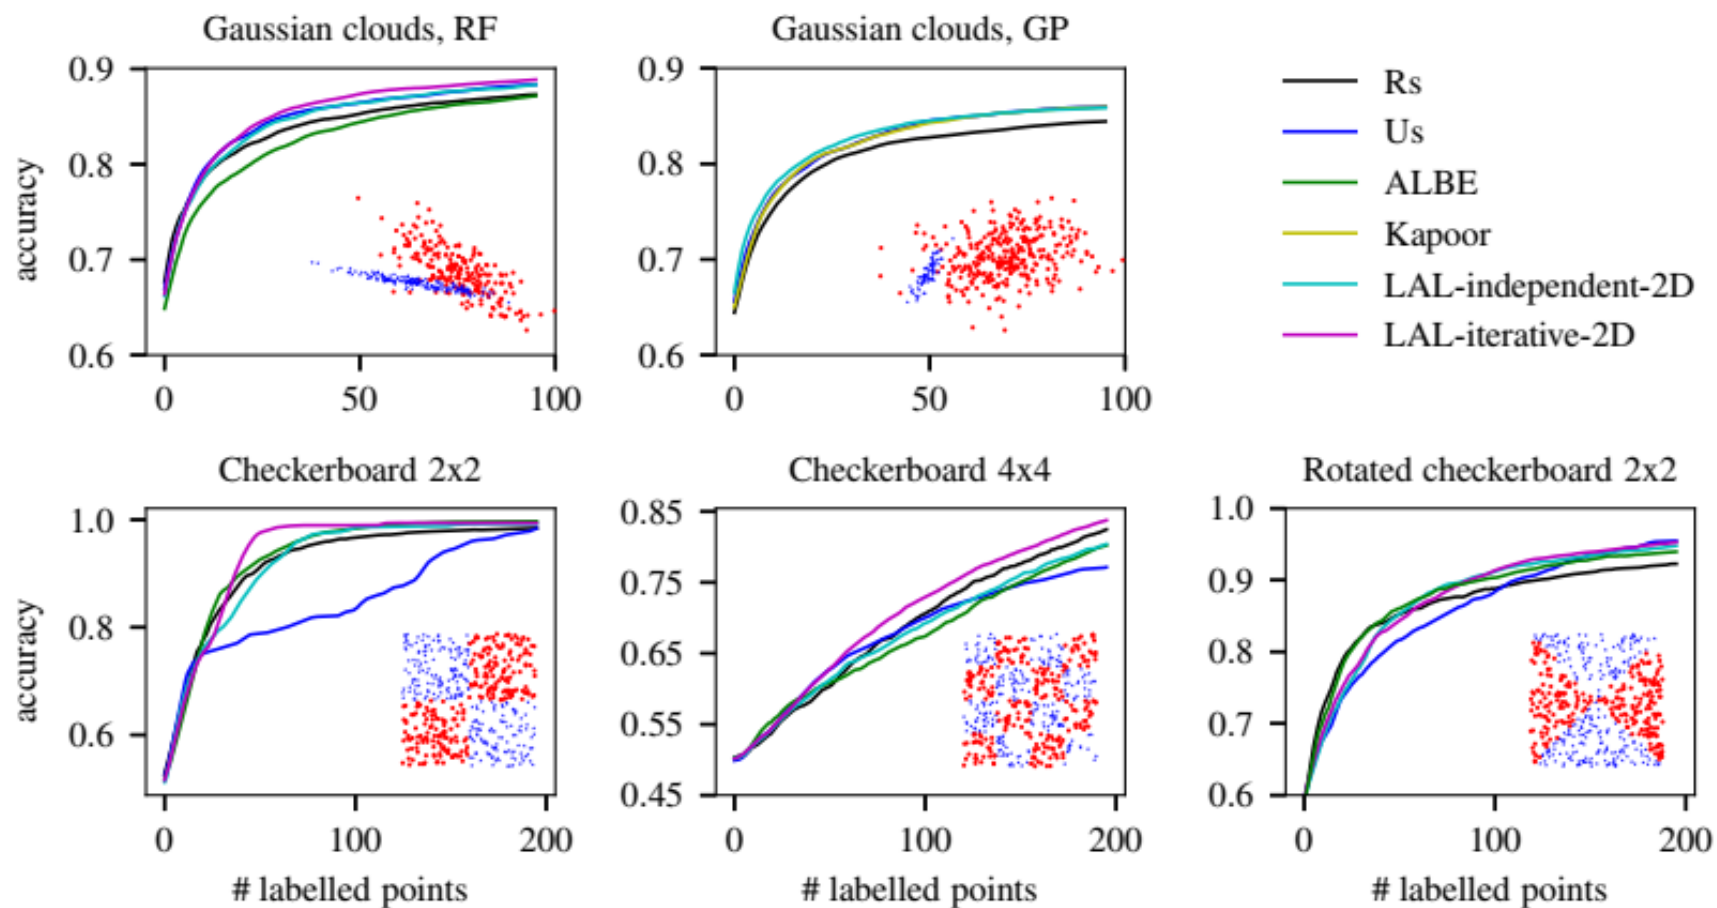 Gaussian clouds, RF
0.9
0.8
0.7
0.6
accuracy
0 50 100
Gaussian clouds, GP
0.9
0.8
0.7
0.6
0 50 100
Rs
Us
ALBE
Kapoor
LAL-independent-2D
LAL-iterative-2D
Checkerboard 2x2
1.0
0.8
0.6
accuracy
0 100 200
# labelled points
Checkerboard 4x4
0.85
0.75
0.65
0.55
0.45
0 100 200
# labelled points
Rotated checkerboard 2x2
1.0
0.9
0.8
0.7
0.6
0 100 200
# labelled points